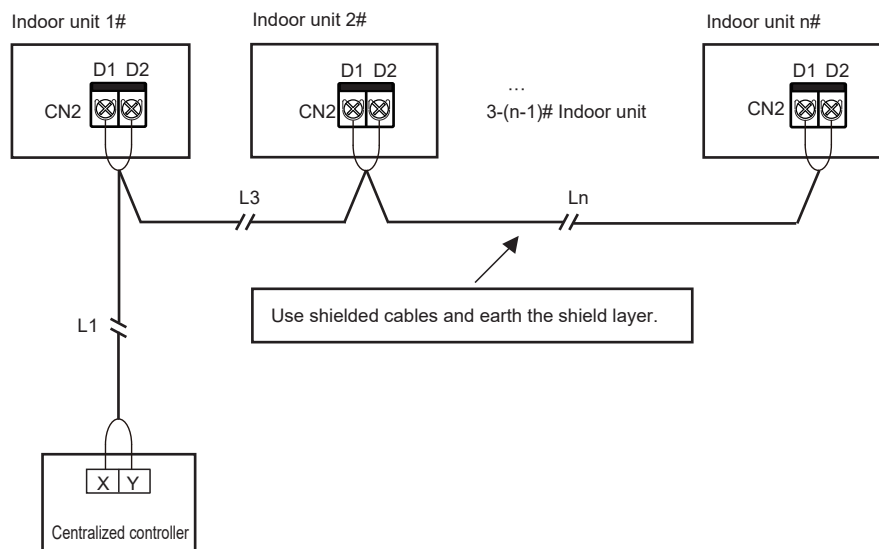 Indoor unit 1#
Indoor unit 2#
Indoor unit n#
D1 D2
D1 D2
D1 D2
CN2
CN2
CN2
...
3-(n-1)# Indoor unit
L3
Ln
Use shielded cables and earth the shield layer.
L1
X Y
Centralized controller